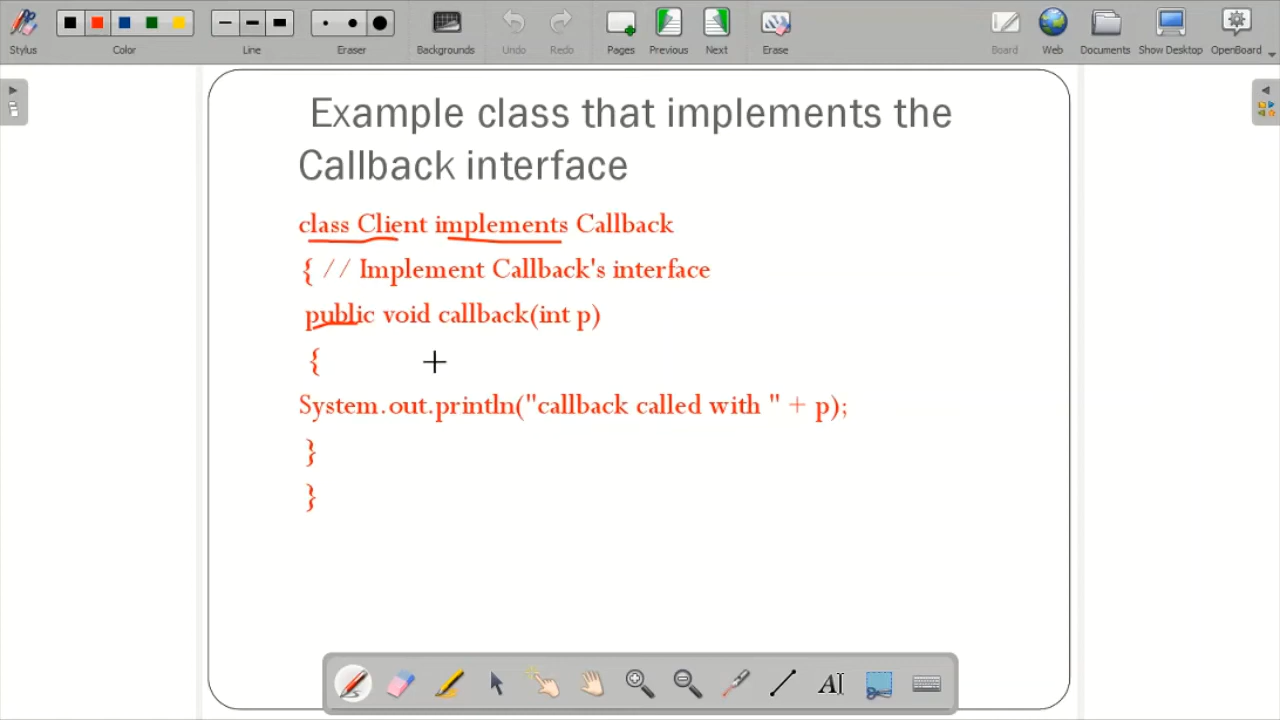 Stylus
Color
Line
Eraser
Backgrounds
Undo
Redo
Pages
Previous
Next
Erase
Board
Web
Documents
Show Desktop
OpenBoard
Example class that implements the
Callback interface
class Client implements Callback
{ // Implement Callback's interface
public void callback(int p)
{
System.out.println("callback called with " + p);
}
}
AI